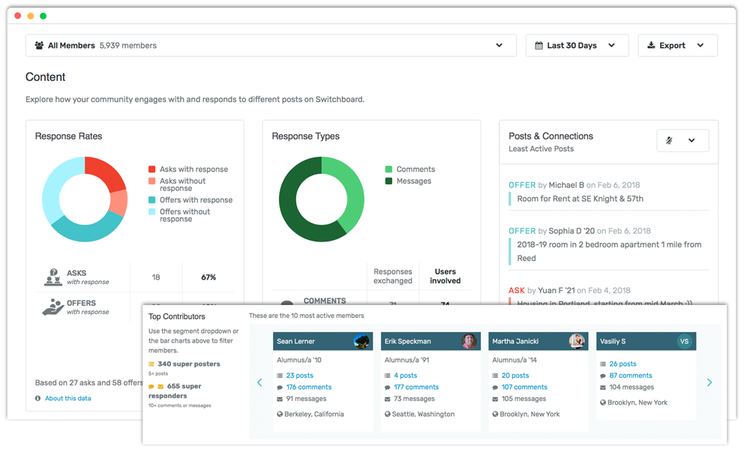 All Members 5,939 members
Last 30 Days
Export
Content
Explore how your community engages with and responds to different posts on Switchboard.
Response Rates
Asks with response
Asks without
response
Offers with response
Offers without
response
ASKS
with response
18
67%
OFFERS
with response
Based on 27 asks and 58 offers
About this data
Response Types
Comments
Messages
Responses
exchanged
Users
involved
COMMENTS
71
74
Posts & Connections
Least Active Posts
OFFER by Michael B on Feb 6, 2018
Room for Rent at SE Knight & 57th
OFFER by Sophia D '20 on Feb 6, 2018
2018-19 room in 2 bedroom apartment 1 mile from
Reed
ASK by Yuan F '21 on Feb 4, 2018
Housing in Portland, starting from mid March :))
Top Contributors
Use the segment dropdown or
the bar charts above to filter
members.
340 super posters
5+ posts
655 super
responders
10+ comments or messages
These are the 10 most active members
Sean Lerner
Alumnus/a '10
23 posts
176 comments
91 messages
Berkeley, California
Erik Speckman
Alumnus/a '91
4 posts
177 comments
73 messages
Seattle, Washington
Martha Janicki
Alumnus/a '14
20 posts
107 comments
105 messages
Brooklyn, New York
Vasiliy S
VS
26 posts
87 comments
104 messages
Brooklyn, New York